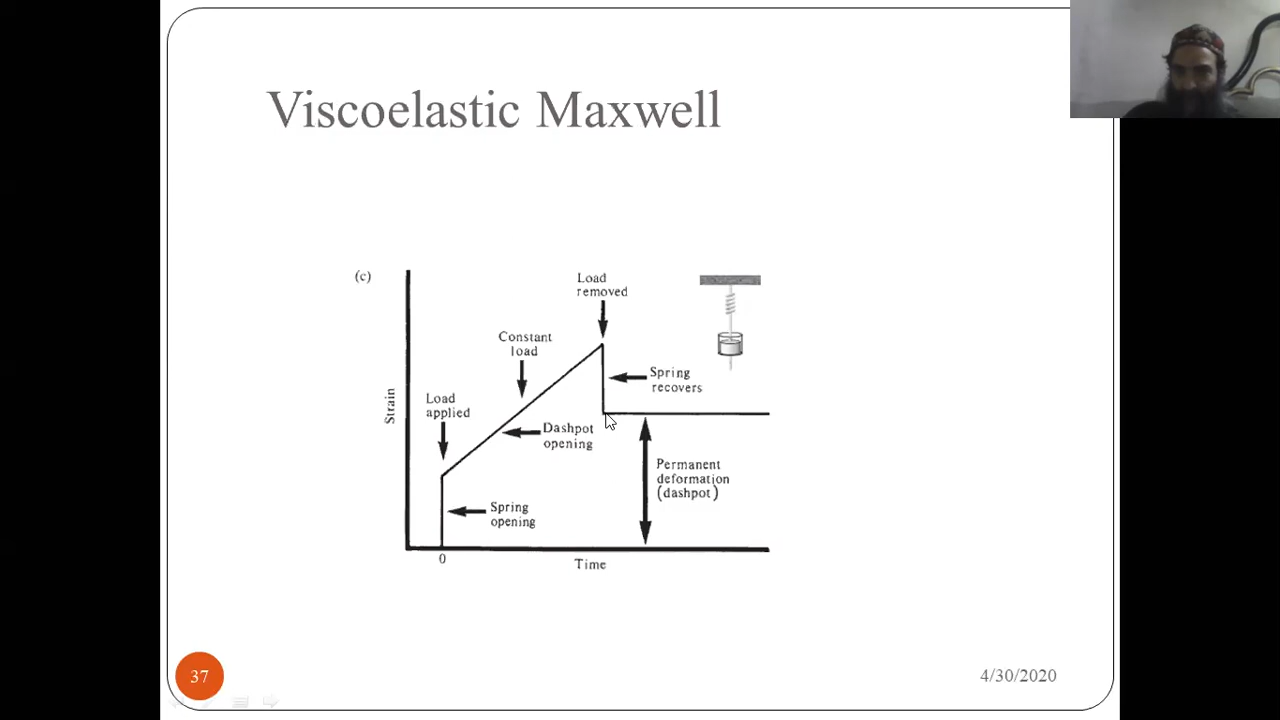 Viscoelastic Maxwell
(c)
Load
removed
Constant
load
Spring
recovers
Load
applied
Strain
Dashpot
opening
Permanent
deformation
(dashpot)
Spring
opening
0
Time
37
4/30/2020